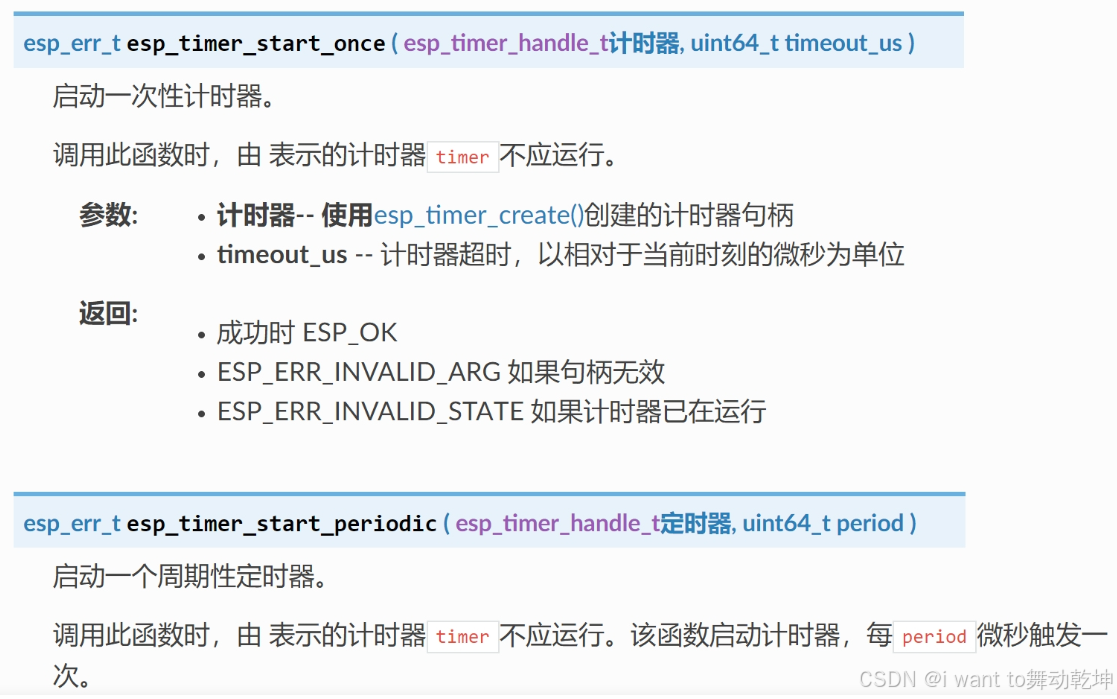 esp_err_t esp_timer_start_once ( esp_timer_handle_t计时器, uint64_t timeout_us )
启动一次性计时器。
调用此函数时，由 表示的计时器 timer 不应运行。
参数:
• 计时器-- 使用esp_timer_create()创建的计时器句柄
• timeout_us -- 计时器超时，以相对于当前时刻的微秒为单位
返回:
• 成功时 ESP_OK
• ESP_ERR_INVALID_ARG 如果句柄无效
• ESP_ERR_INVALID_STATE 如果计时器已在运行
esp_err_t esp_timer_start_periodic ( esp_timer_handle_t定时器, uint64_t period )
启动一个周期性定时器。
调用此函数时，由 表示的计时器 timer 不应运行。该函数启动计时器，每 period 微秒触发一
次。
CSDN @i want to舞动乾坤